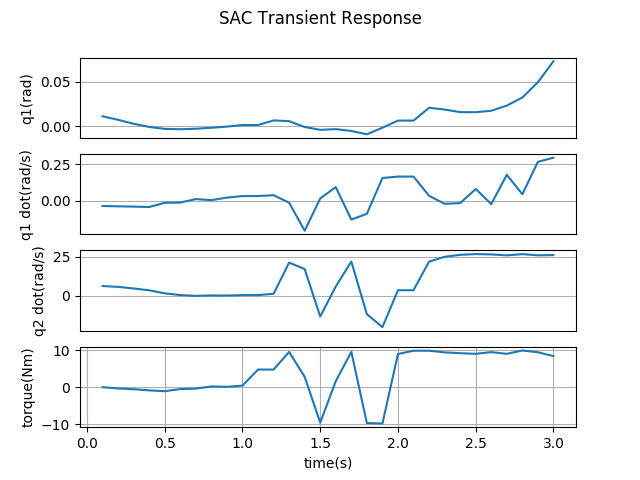 SAC Transient Response
q1(rad)
0.05
0.00
q1 dot(rad/s)
0.25
0.00
q2 dot(rad/s)
25
0
torque(Nm)
10
0
−10
0.0 0.5 1.0 1.5 2.0 2.5 3.0
time(s)